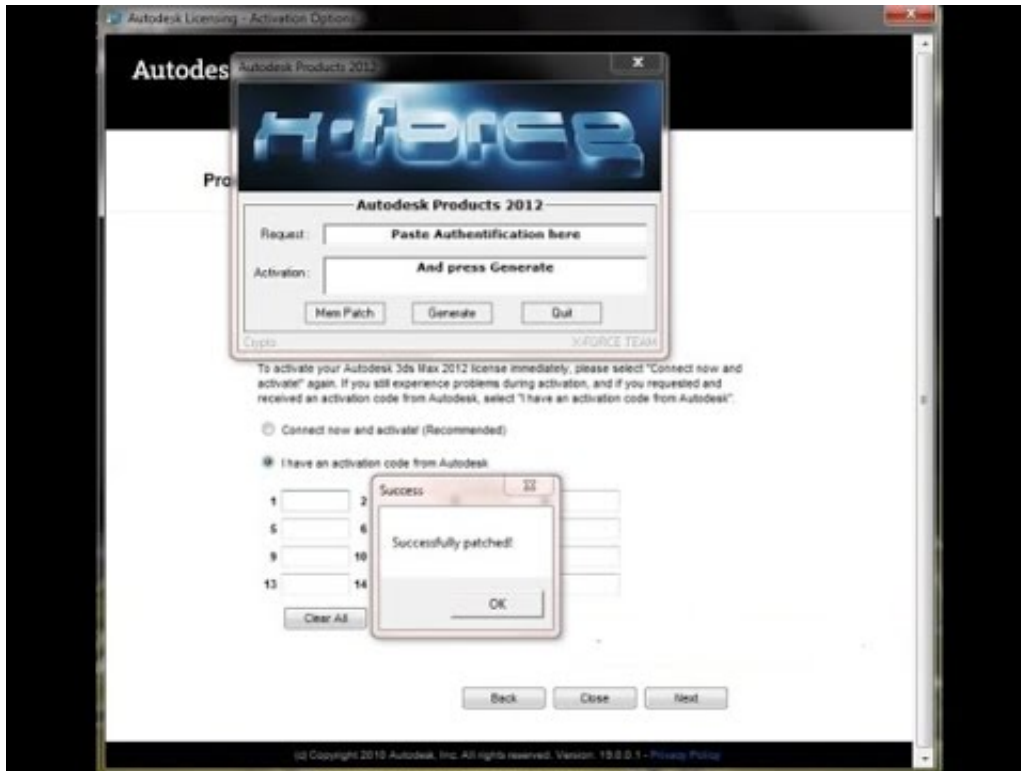 Autodesk Licensing - Activation Options
Autodes
Autodesk Products 2012
x-force
Pro
Autodesk Products 2012
Request:
Paste Authentification here
Activation:
And press Generate
Mem Patch
Generate
Quit
Crypto
X-FORCE TEAM
To activate your Autodesk 3ds Max 2012 license immediately, please select "Connect now and
activate!" again. If you still experience problems during activation, and if you requested and
received an activation code from Autodesk, select "I have an activation code from Autodesk".
Connect now and activate! (Recommended)
I have an activation code from Autodesk
1 2
5 6
9 10
13 14
Success
Successfully patched!
OK
Clear All
Back
Close
Next
(c) Copyright 2010 Autodesk, Inc. All rights reserved. Version: 19.0.0.1 - Privacy Policy